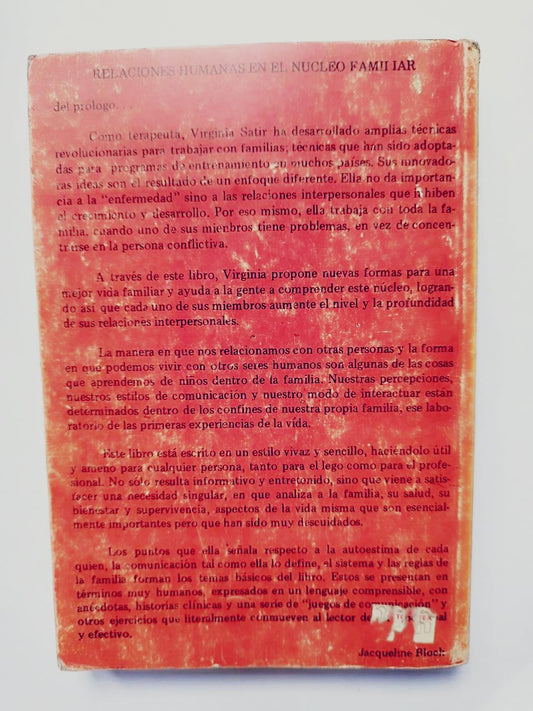 RELACIONES HUMANAS EN EL NUCLEO FAMILIAR
del prologo. . .
Como terapeuta, Virginia Satir ha desarrollado amplias técnicas
revolucionarias para trabajar con familias; técnicas que han sido adopta-
das para programas de entrenamiento en muchos países. Sus innovado-
ras ideas son el resultado de un enfoque diferente. Ella no da importan-
cia a la "enfermedad" sino a las relaciones interpersonales que inhiben
el crecimiento y desarrollo. Por eso mismo, ella trabaja con toda la fa-
milia, cuando uno de sus mienbros tiene problemas, en vez de concen-
trarse en la persona conflictiva.
A través de este libro, Virginia propone nuevas formas para una
mejor vida familiar y ayuda a la gente a comprender este núcleo, logran-
do así que cada uno de sus miembros aumente el nivel y la profundidad
de sus relaciones interpersonales.
La manera en que nos relacionamos con otras personas y la forma
en que podemos vivir con otros seres humanos son algunas de las cosas
que aprendemos de niños dentro de la familia. Nuestras percepciones,
nuestros estilos de comunicación y nuestro modo de interactuar están
determinados dentro de los confines de nuestra propia familia, ese labo-
ratorio de las primeras experiencias de la vida.
Este libro está escrito en un estilo vivaz y sencillo, haciéndolo útil
y ameno para cualquier persona, tanto para el lego como para el profe-
sional. No sólo resulta informativo y entretenido, sino que viene a satis-
facer una necesidad singular, en que analiza a la familia, su salud, su
bienestar y supervivencia, aspectos de la vida misma que son esencial-
mente importantes pero que han sido muy descuidados.
Los puntos que ella señala respecto a la autoestima de cada
quien, la comunicación tal como ella lo define, el sistema y las reglas de
la familia forman los temas básicos del libro. Estos se presentan en
términos muy humanos, expresados en un lenguaje comprensible, con
anécdotas, historias clínicas y una serie de "juegos de comunicación" y
otros ejercicios que literalmente conmueven al lector
y efectivo.
Jacqueline Block